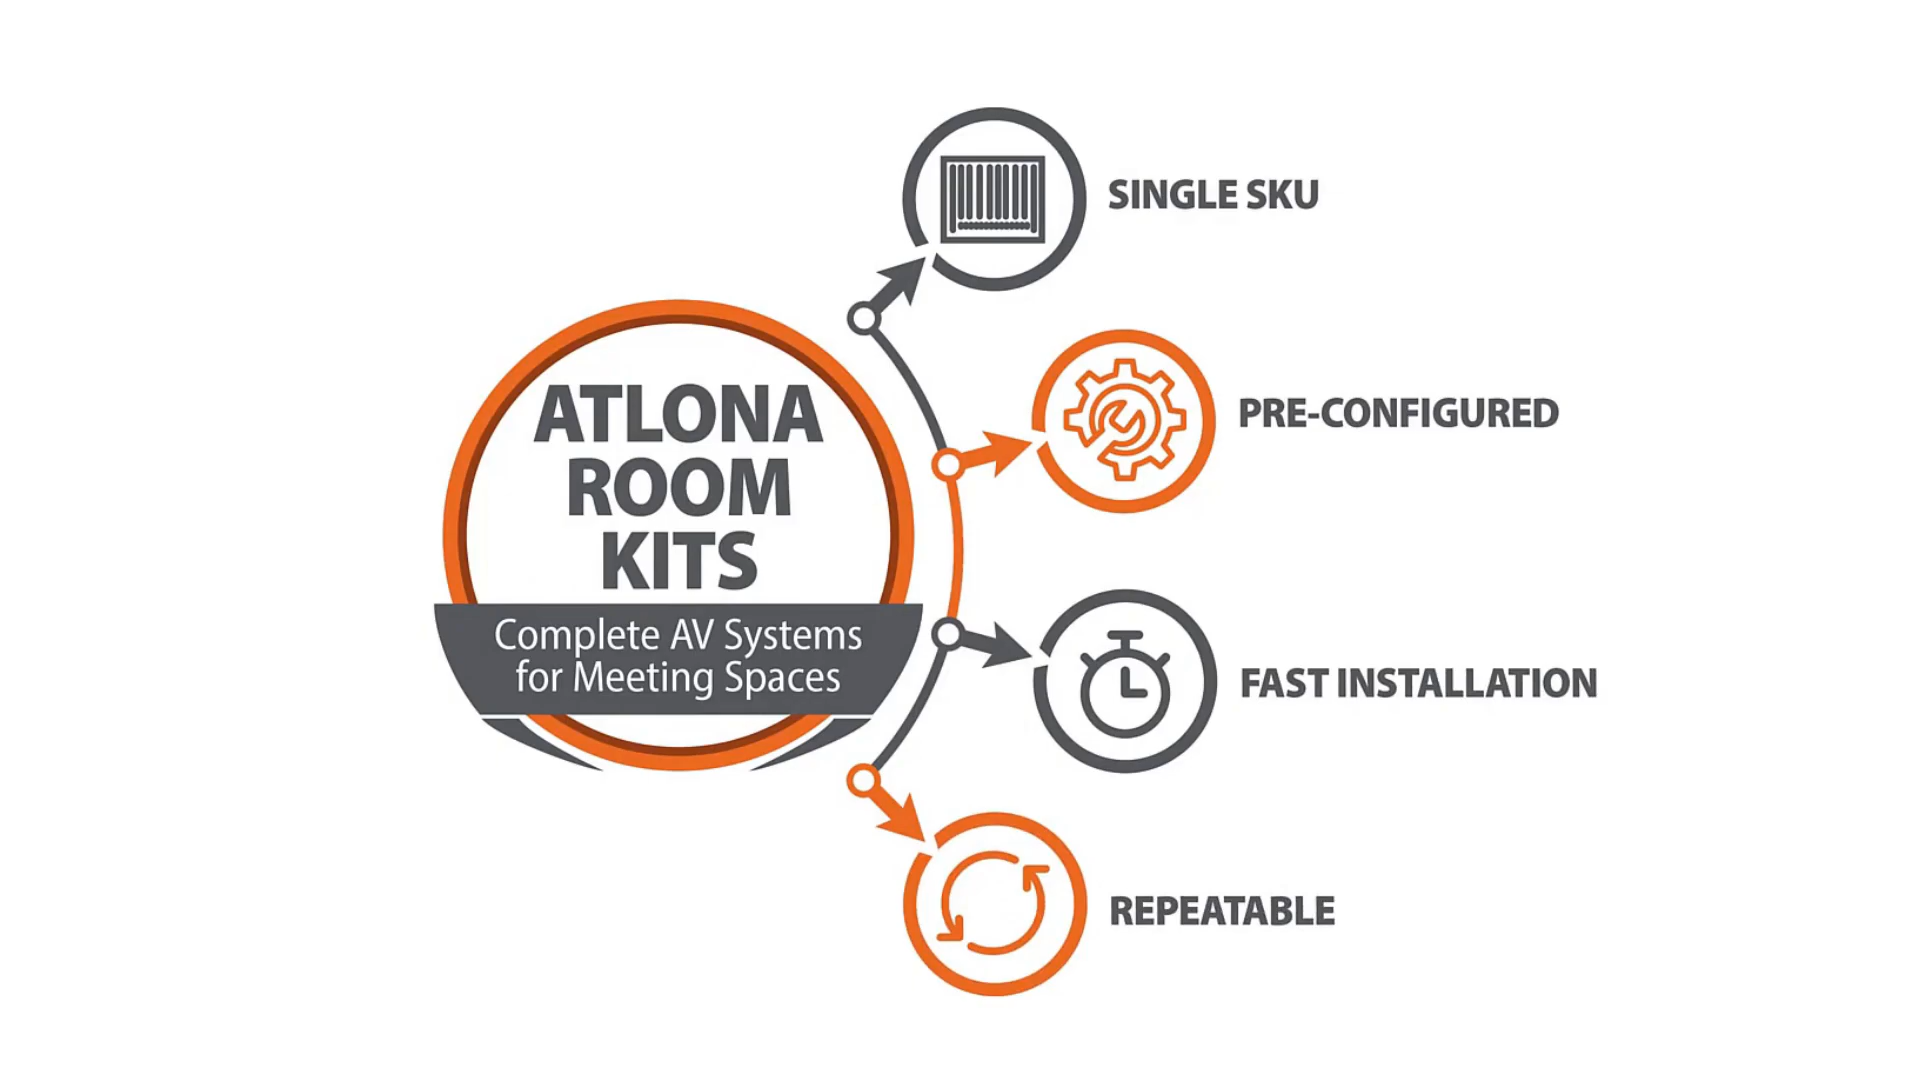 ATLONA
ROOM
KITS
Complete AV Systems
for Meeting Spaces
SINGLE SKU
PRE-CONFIGURED
FAST INSTALLATION
REPEATABLE